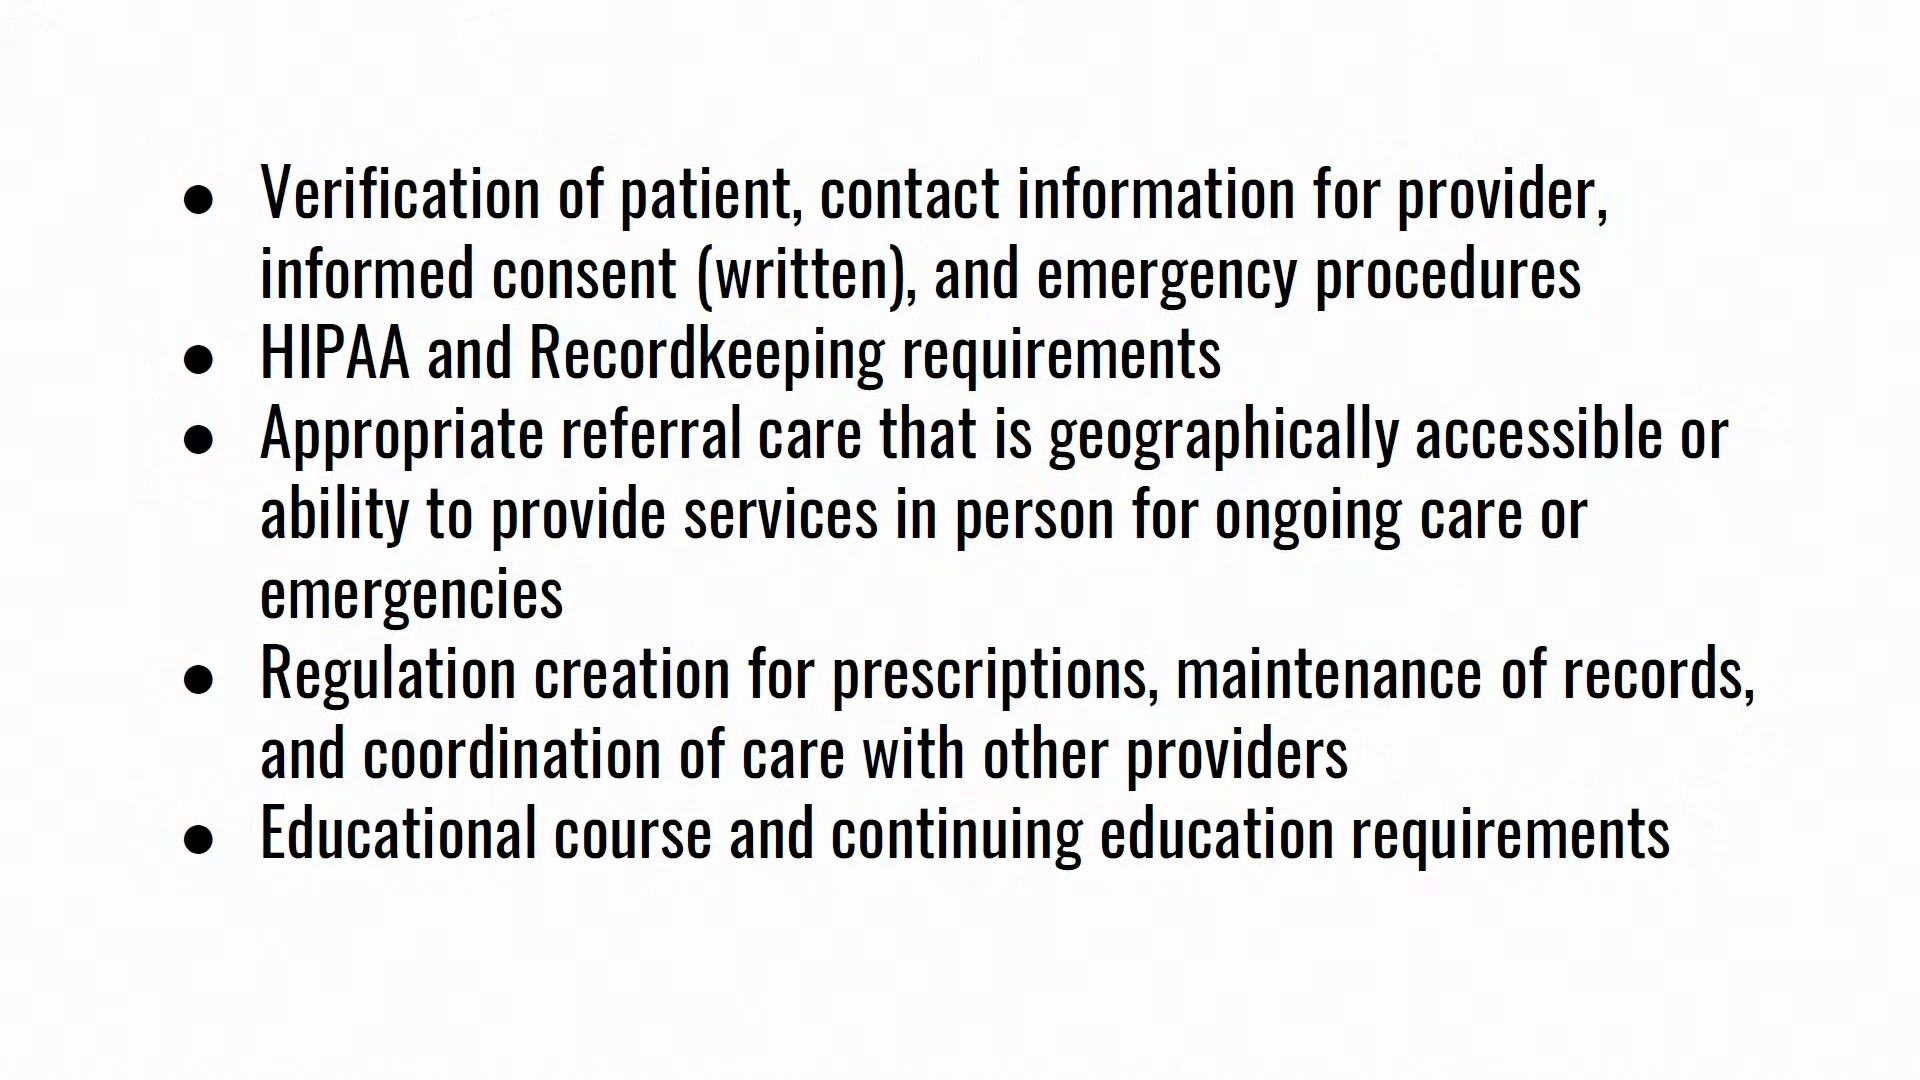 ● Verification of patient, contact information for provider,
informed consent (written), and emergency procedures
● HIPAA and Recordkeeping requirements
● Appropriate referral care that is geographically accessible or
ability to provide services in person for ongoing care or
emergencies
● Regulation creation for prescriptions, maintenance of records,
and coordination of care with other providers
● Educational course and continuing education requirements